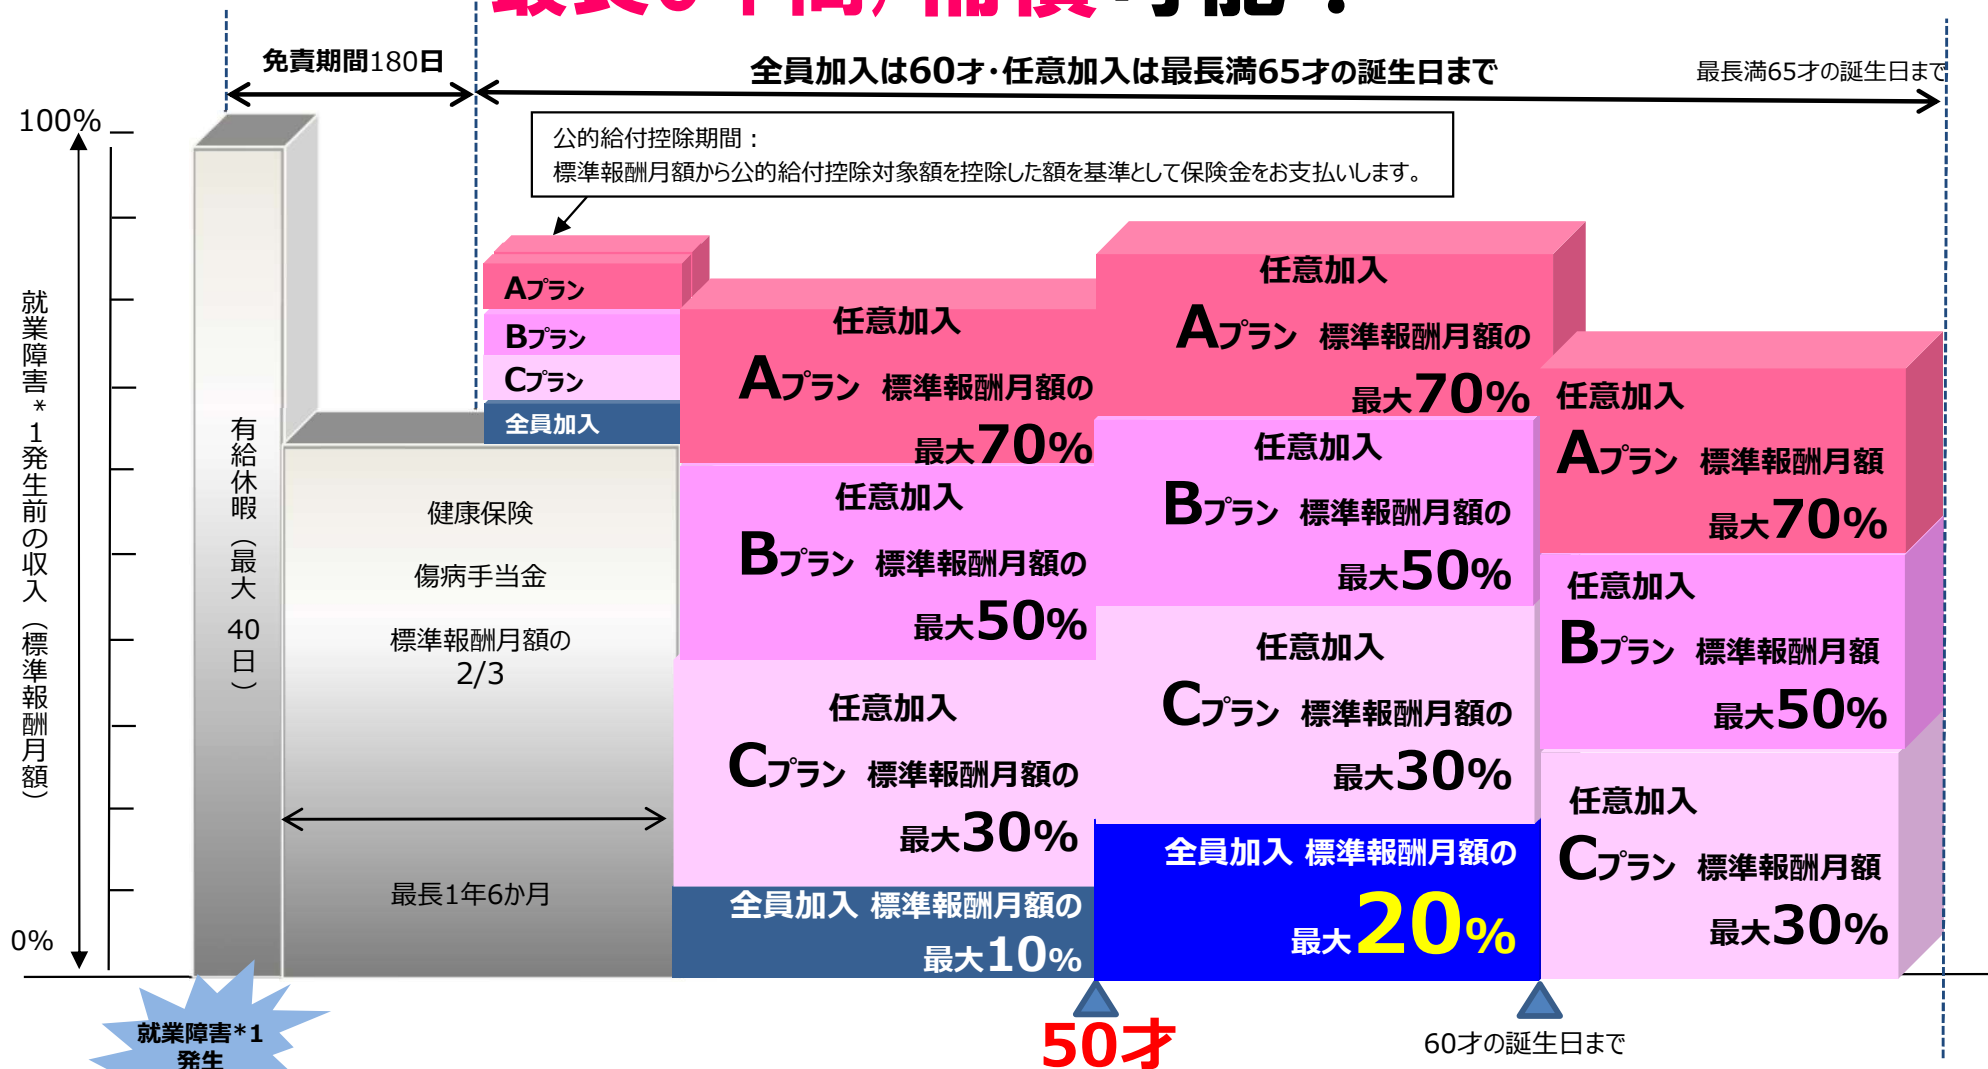 免責期間180日
全員加入は60才・任意加入は最長満65才の誕生日まで
最長満65才の誕生日まで
100%
公的給付控除期間：
標準報酬月額から公的給付控除対象額を控除した額を基準として保険金をお支払いします。
就業障害*1発生前の収入（標準報酬月額）
0%
有給休暇（最大40日）
健康保険
傷病手当金
標準報酬月額の
2/3
最長1年6か月
Aプラン
Bプラン
Cプラン
全員加入
任意加入
Aプラン 標準報酬月額の
最大70%
任意加入
Bプラン 標準報酬月額の
最大50%
任意加入
Cプラン 標準報酬月額の
最大30%
全員加入 標準報酬月額の
最大10%
任意加入
Aプラン 標準報酬月額の
最大70%
任意加入
Bプラン 標準報酬月額の
最大50%
任意加入
Cプラン 標準報酬月額の
最大30%
全員加入 標準報酬月額の
最大20%
任意加入
Aプラン 標準報酬月額
最大70%
任意加入
Bプラン 標準報酬月額
最大50%
任意加入
Cプラン 標準報酬月額
最大30%
就業障害*1
発生
50才
60才の誕生日まで